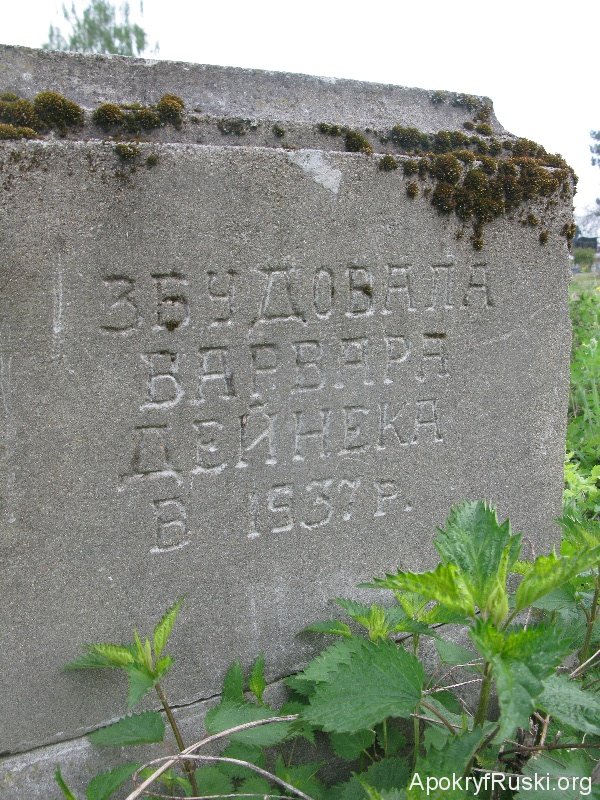 ЗБУДОВАЛА
ВАРВАРА
ДЕЙНЕКА
В 1937 Р.
ApokryfRuski.org